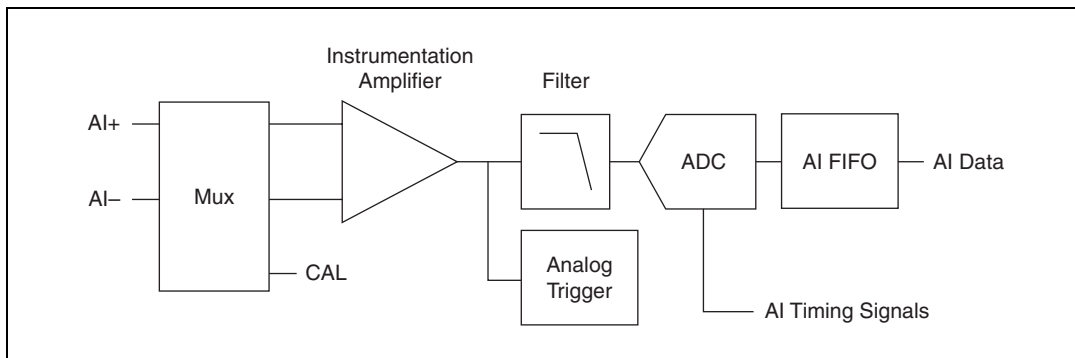 Instrumentation
Amplifier
Filter
AI+
AI–
Mux
CAL
ADC
AI FIFO
AI Data
Analog
Trigger
AI Timing Signals